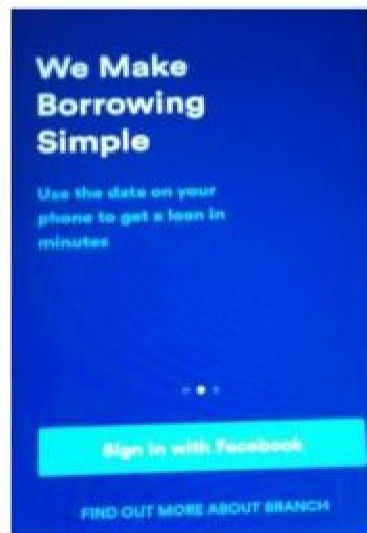 We Make
Borrowing
Simple
Use the data on your
phone to get a loan in
minutes
Sign in with Facebook
FIND OUT MORE ABOUT BRANCH